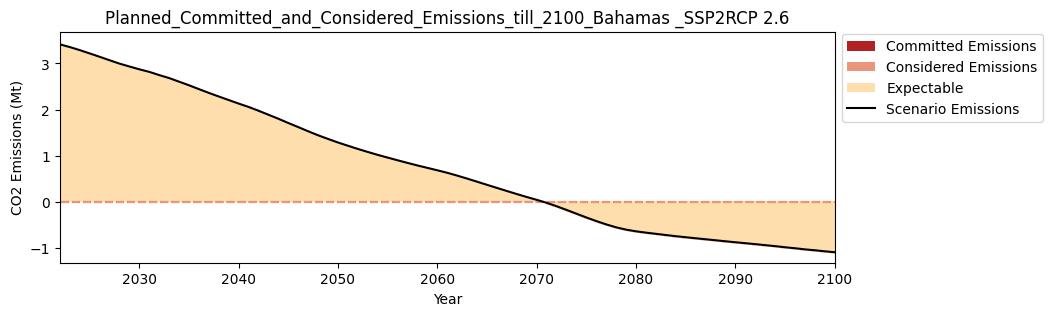 Planned_Committed_and_Considered_Emissions_till_2100_Bahamas _SSP2RCP 2.6
Committed Emissions
Considered Emissions
Expectable
Scenario Emissions
CO2 Emissions (Mt)
3
2
1
0
−1
2030 2040 2050 2060 2070 2080 2090 2100
Year